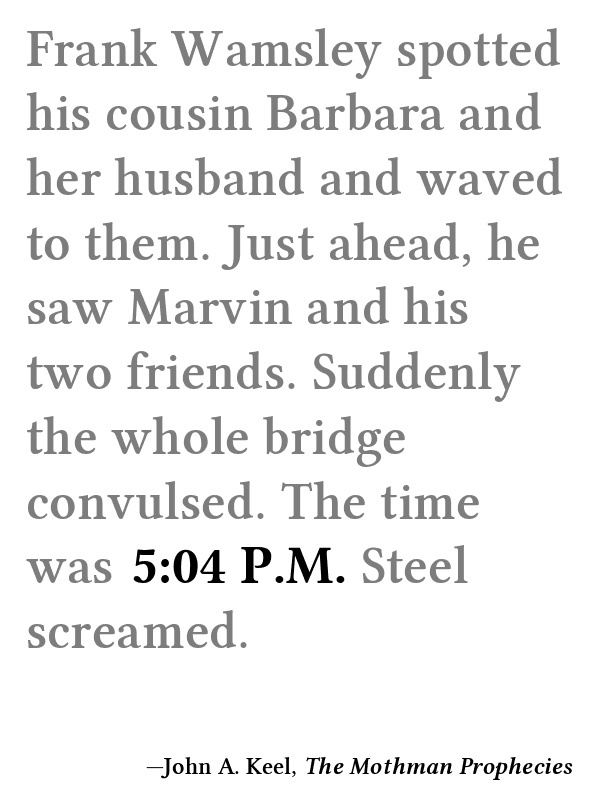 Frank Wamsley spotted
his cousin Barbara and
her husband and waved
to them. Just ahead, he
saw Marvin and his
two friends. Suddenly
the whole bridge
convulsed. The time
was 5:04 P.M. Steel
screamed.
—John A. Keel, The Mothman Prophecies